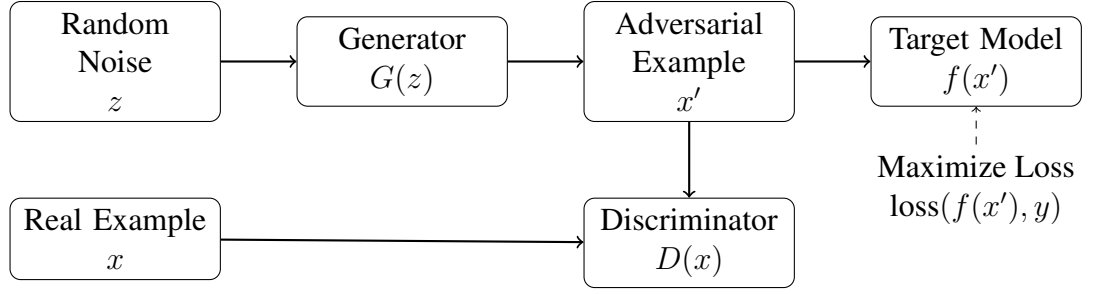 Random
Noise
z
Generator
G(z)
Adversarial
Example
x′
Target Model
f(x′)
Maximize Loss
loss(f(x′), y)
Real Example
x
Discriminator
D(x)